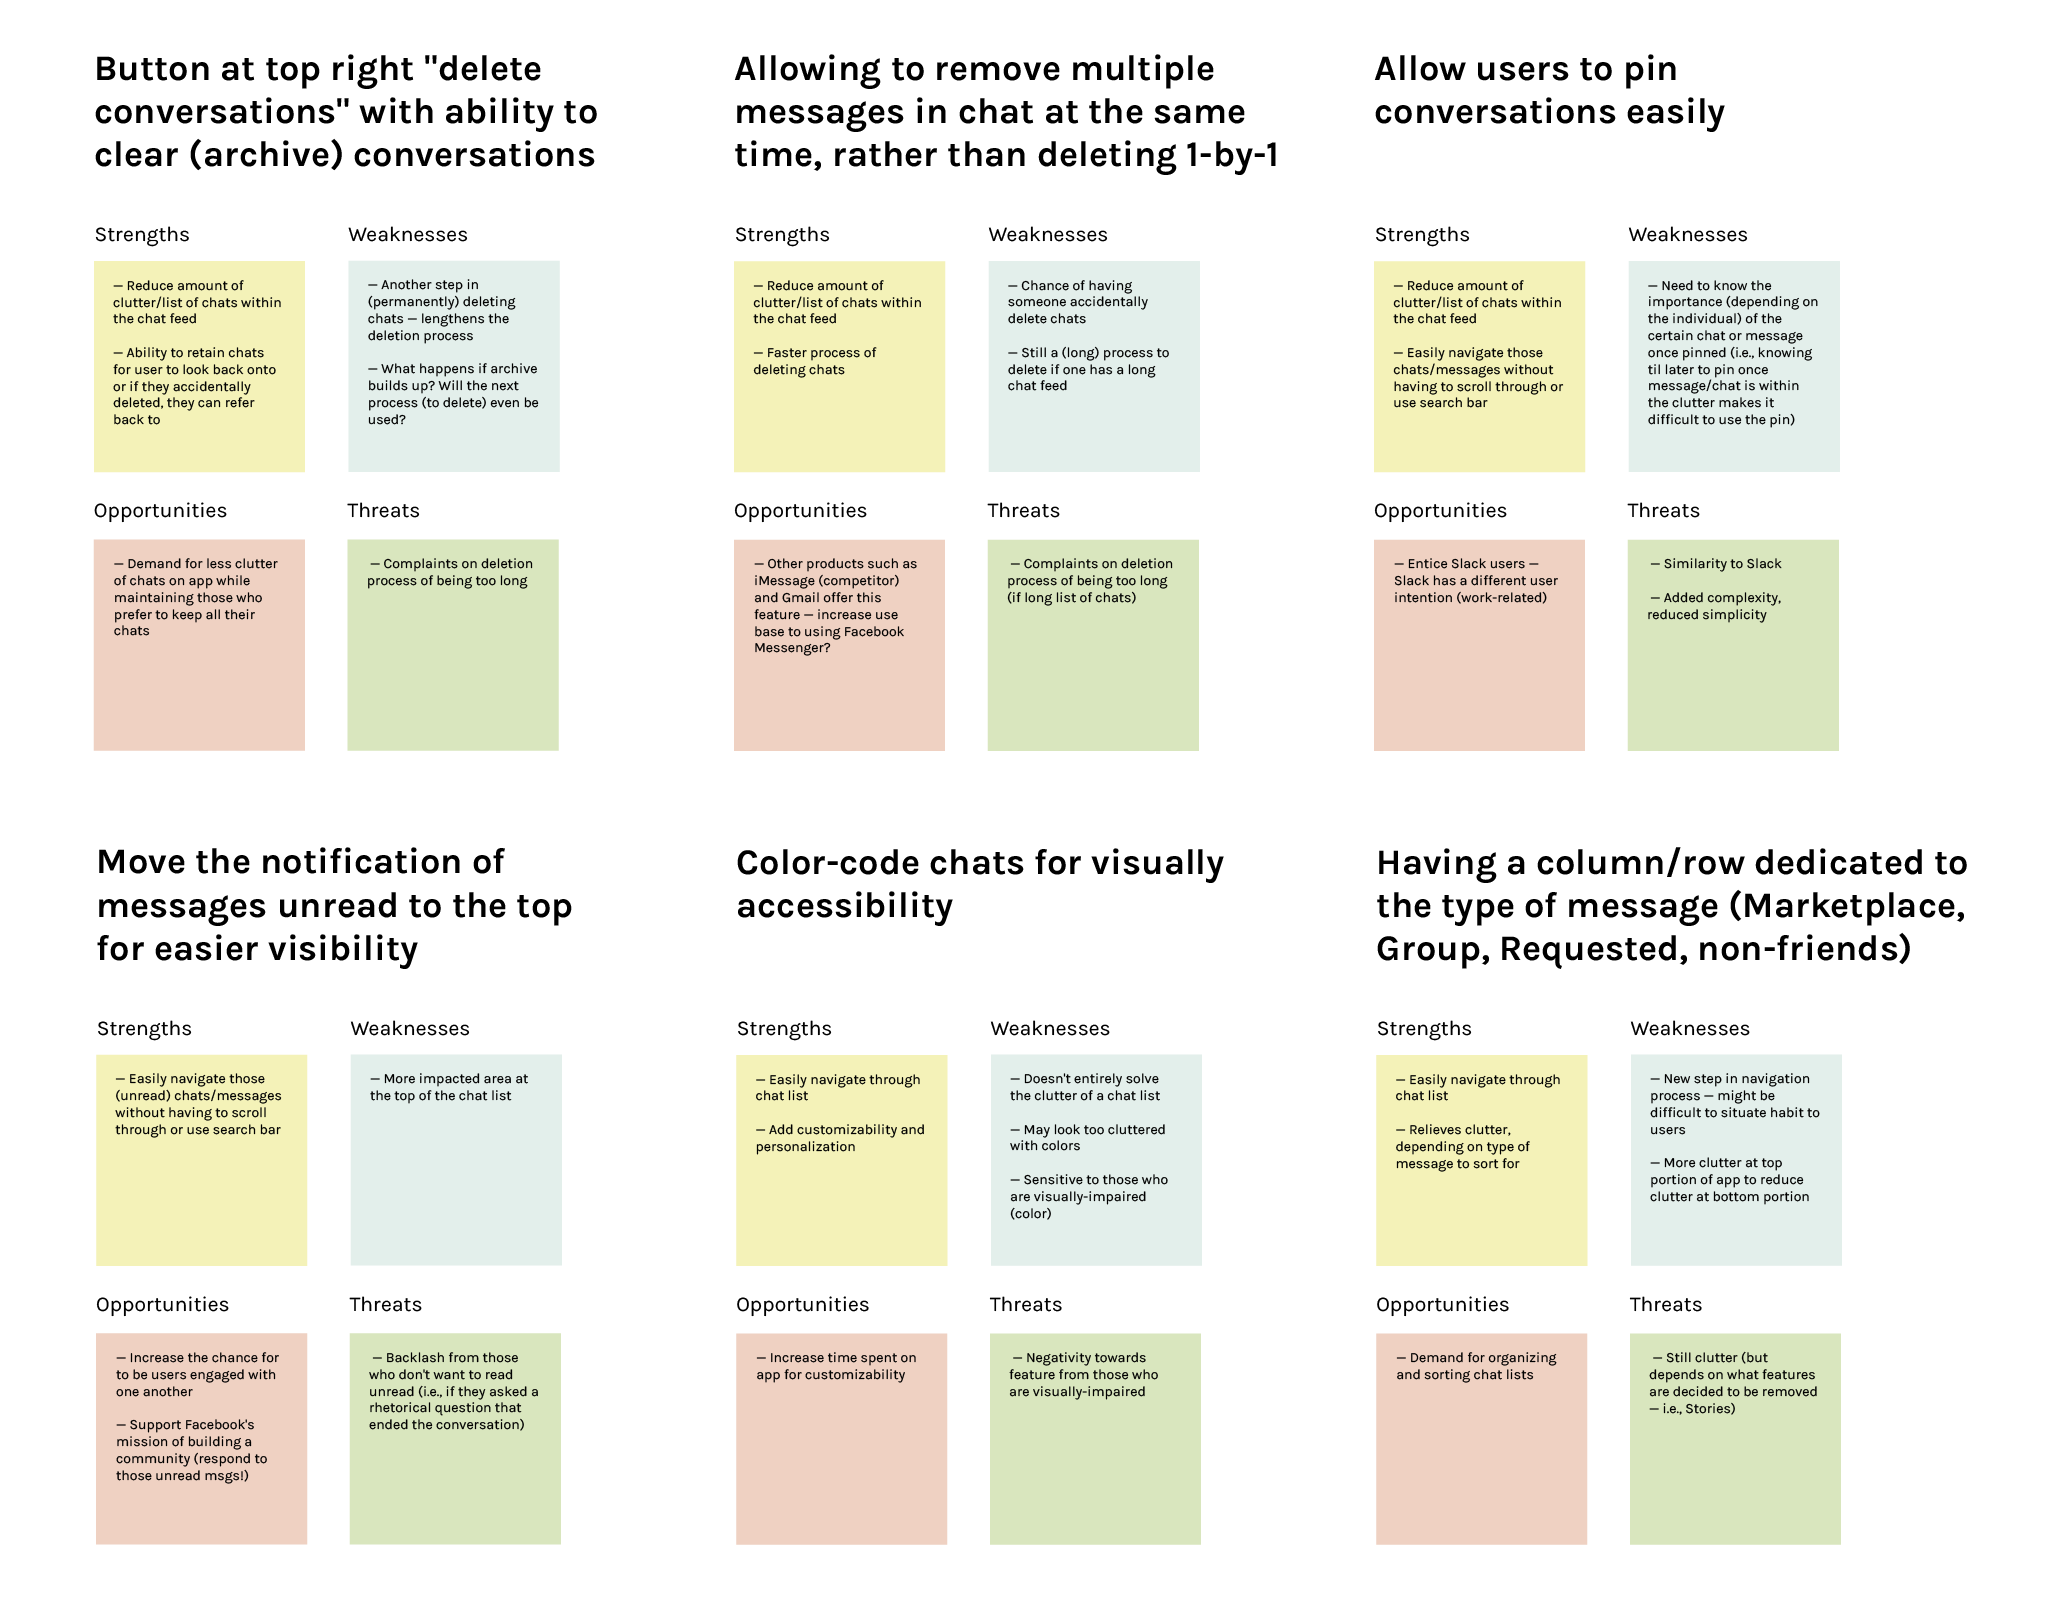 Button at top right "delete
conversations" with ability to
clear (archive) conversations
Strengths
— Reduce amount of
clutter/list of chats within
the chat feed
— Ability to retain chats
for user to look back onto
or if they accidentally
deleted, they can refer
back to
Weaknesses
— Another step in
(permanently) deleting
chats — lengthens the
deletion process
— What happens if archive
builds up? Will the next
process (to delete) even be
used?
Opportunities
— Demand for less clutter
of chats on app while
maintaining those who
prefer to keep all their
chats
Threats
— Complaints on deletion
process of being too long
Allowing to remove multiple
messages in chat at the same
time, rather than deleting 1-by-1
Strengths
— Reduce amount of
clutter/list of chats within
the chat feed
— Faster process of
deleting chats
Weaknesses
— Chance of having
someone accidentally
delete chats
— Still a (long) process to
delete if one has a long
chat feed
Opportunities
— Other products such as
iMessage (competitor)
and Gmail offer this
feature — increase use
base to using Facebook
Messenger?
Threats
— Complaints on deletion
process of being too long
(if long list of chats)
Allow users to pin
conversations easily
Strengths
— Reduce amount of
clutter/list of chats within
the chat feed
— Easily navigate those
chats/messages without
having to scroll through or
use search bar
Weaknesses
— Need to know the
importance (depending on
the individual) of the
certain chat or message
once pinned (i.e., knowing
til later to pin once
message/chat is within
the clutter makes it
difficult to use the pin)
Opportunities
— Entice Slack users —
Slack has a different user
intention (work-related)
Threats
— Similarity to Slack
— Added complexity,
reduced simplicity
Move the notification of
messages unread to the top
for easier visibility
Strengths
— Easily navigate those
(unread) chats/messages
without having to scroll
through or use search bar
Weaknesses
— More impacted area at
the top of the chat list
Opportunities
— Increase the chance for
to be users engaged with
one another
— Support Facebook's
mission of building a
community (respond to
those unread msgs!)
Threats
— Backlash from those
who don't want to read
unread (i.e., if they asked a
rhetorical question that
ended the conversation)
Color-code chats for visually
accessibility
Strengths
— Easily navigate through
chat list
— Add customizability and
personalization
Weaknesses
— Doesn't entirely solve
the clutter of a chat list
— May look too cluttered
with colors
— Sensitive to those who
are visually-impaired
(color)
Opportunities
— Increase time spent on
app for customizability
Threats
— Negativity towards
feature from those who
are visually-impaired
Having a column/row dedicated to
the type of message (Marketplace,
Group, Requested, non-friends)
Strengths
— Easily navigate through
chat list
— Relieves clutter,
depending on type of
message to sort for
Weaknesses
— New step in navigation
process — might be
difficult to situate habit to
users
— More clutter at top
portion of app to reduce
clutter at bottom portion
Opportunities
— Demand for organizing
and sorting chat lists
Threats
— Still clutter (but
depends on what features
are decided to be removed
— i.e., Stories)